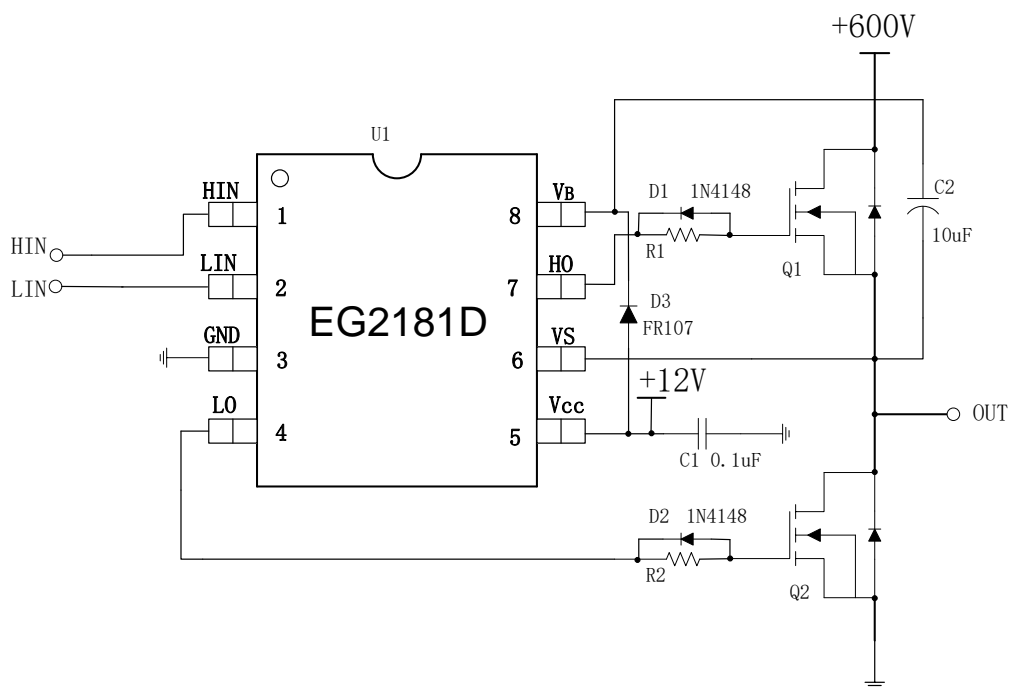 +600V
U1
HIN
1
LIN
2
GND
3
LO
4
HIN
LIN
EG2181D
VB
8
HO
7
VS
6
Vcc
5
D1 1N4148
R1
Q1
C2
10uF
D3
FR107
+12V
C1 0.1uF
OUT
D2 1N4148
R2
Q2